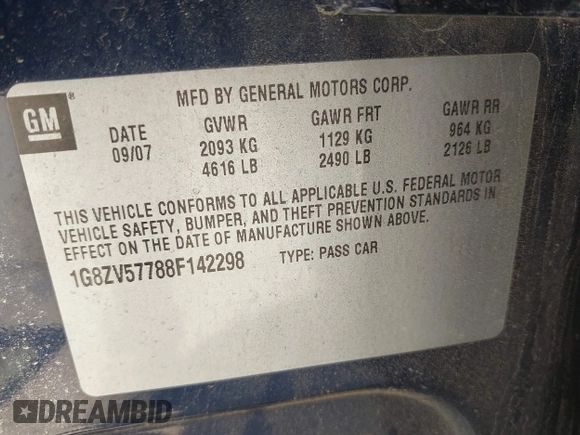 GM
MFD BY GENERAL MOTORS CORP.
DATE GVWR GAWR FRT GAWR RR
09/07 2093 KG 1129 KG 964 KG
4616 LB 2490 LB 2126 LB
THIS VEHICLE CONFORMS TO ALL APPLICABLE U.S. FEDERAL MOTOR
VEHICLE SAFETY, BUMPER, AND THEFT PREVENTION STANDARDS IN
EFFECT ON THE DATE OF MANUFACTURE SHOWN ABOVE.
1G8ZV57788F142298 TYPE: PASS CAR
DREAMBID